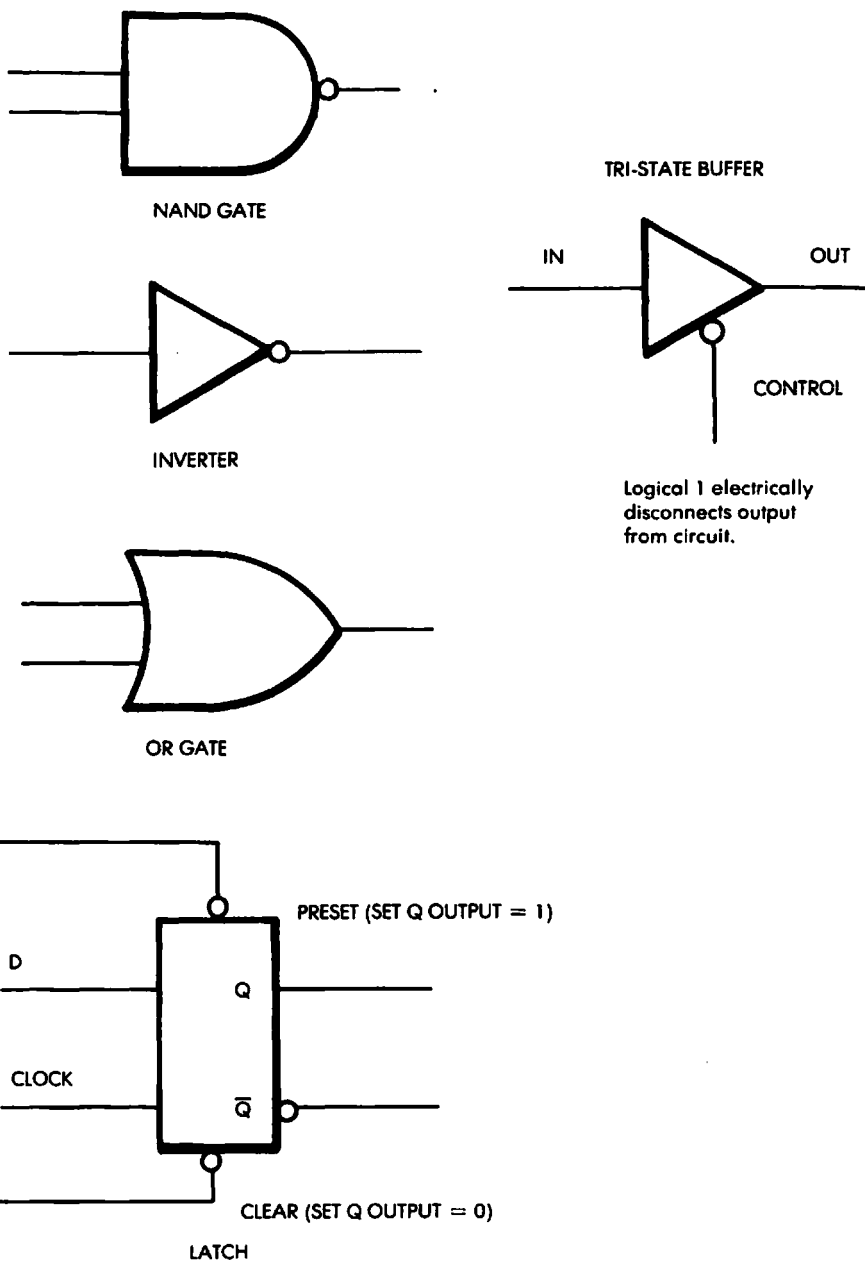 NAND GATE
TRI-STATE BUFFER
IN
OUT
CONTROL
Logical 1 electrically
disconnects output
from circuit.
INVERTER
OR GATE
PRESET (SET Q OUTPUT = 1)
D
Q
CLOCK
Q̅
CLEAR (SET Q OUTPUT = 0)
LATCH